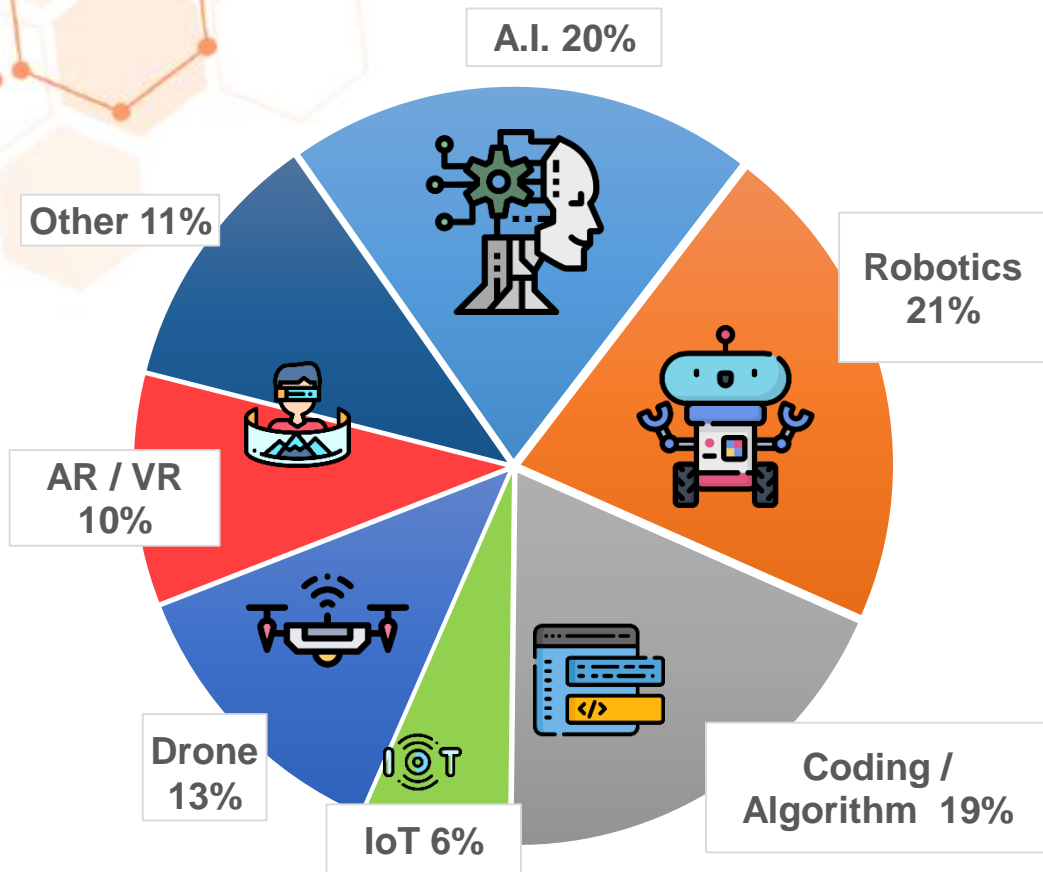 A.I. 20%
Other 11%
Robotics
21%
AR / VR
10%
</>
Drone
13%
IOT
Coding /
Algorithm 19%
IoT 6%